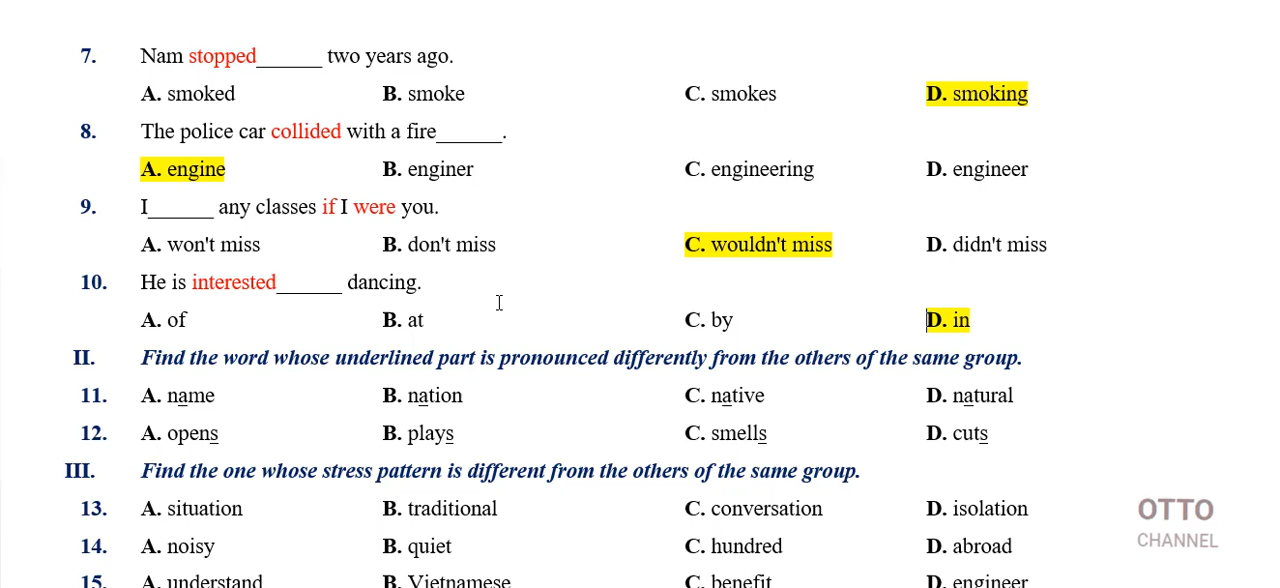 7. Nam stopped______ two years ago.
A. smoked B. smoke C. smokes D. smoking
8. The police car collided with a fire______.
A. engine B. enginer C. engineering D. engineer
9. I______ any classes if I were you.
A. won't miss B. don't miss C. wouldn't miss D. didn't miss
10. He is interested______ dancing.
A. of B. at C. by D. in
II. Find the word whose underlined part is pronounced differently from the others of the same group.
11. A. name B. nation C. native D. natural
12. A. opens B. plays C. smells D. cuts
III. Find the one whose stress pattern is different from the others of the same group.
13. A. situation B. traditional C. conversation D. isolation
14. A. noisy B. quiet C. hundred D. abroad
15. A. understand B. Vietnamese C. benefit D. engineer
OTTO
CHANNEL